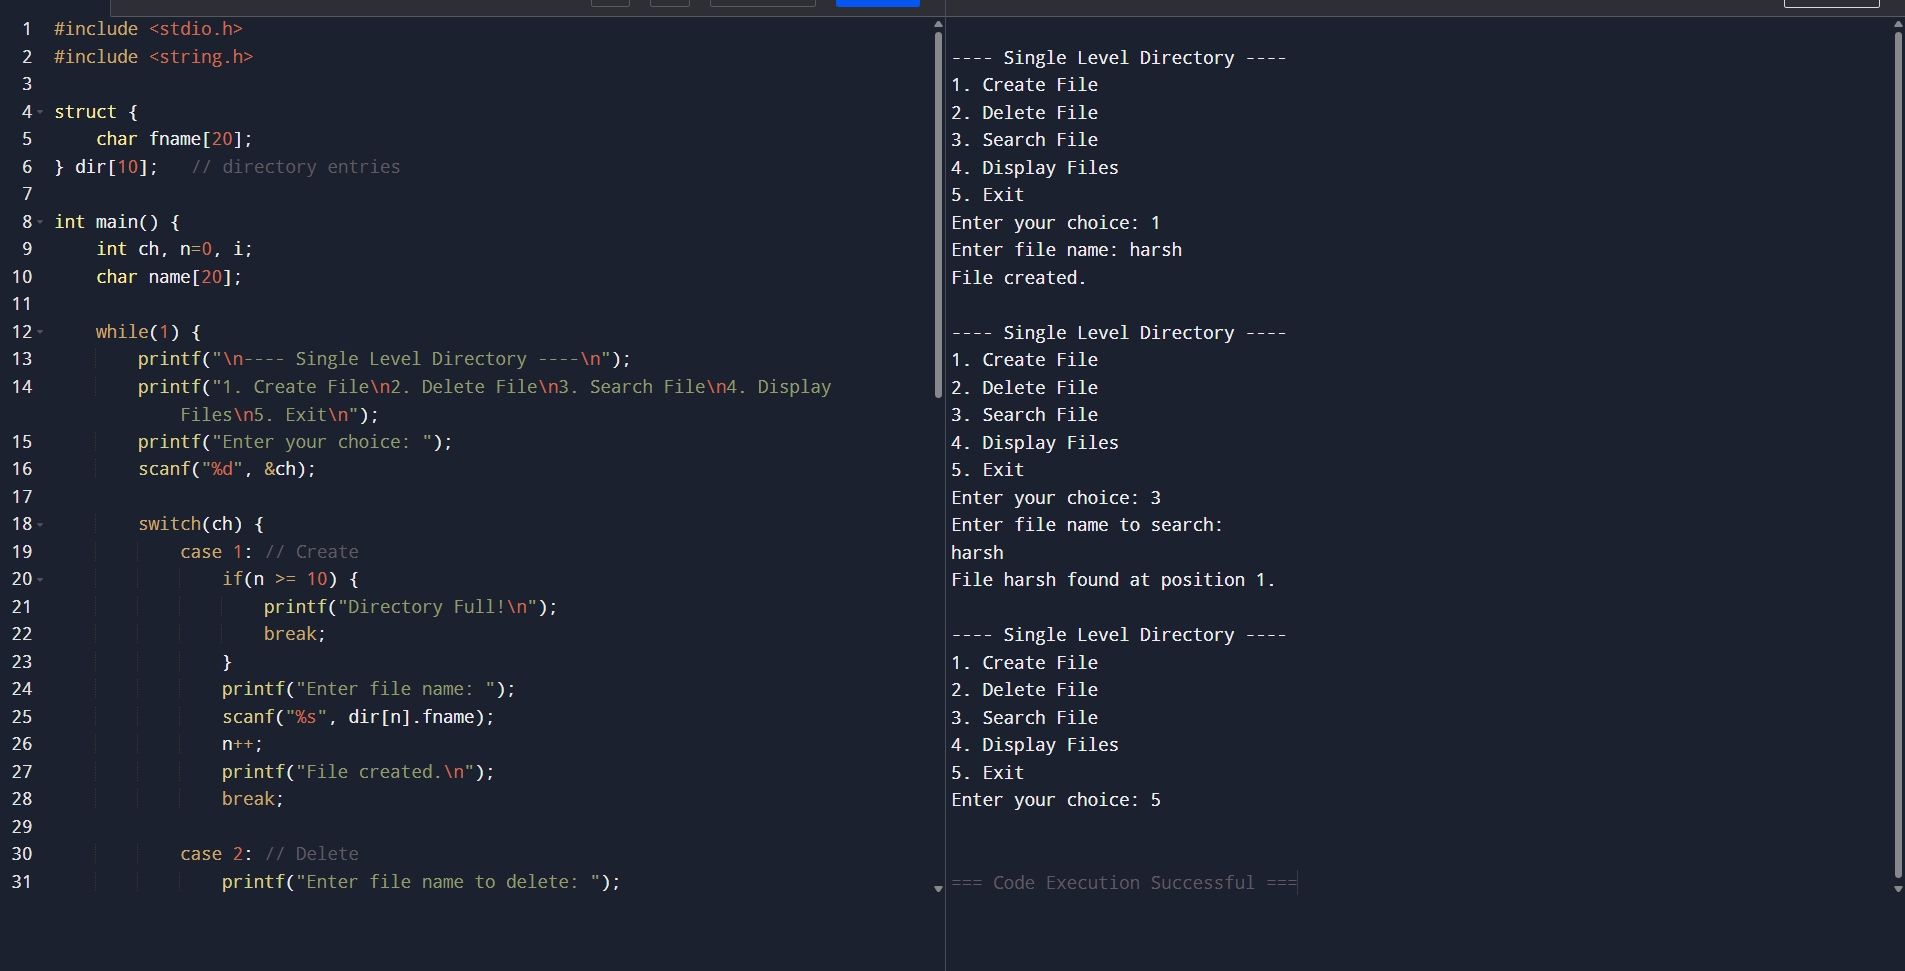 1 #include <stdio.h>
2 #include <string.h>
3
4 struct {
5     char fname[20];
6 } dir[10];   // directory entries
7
8 int main() {
9     int ch, n=0, i;
10     char name[20];
11
12     while(1) {
13         printf("\n---- Single Level Directory ----\n");
14         printf("1. Create File\n2. Delete File\n3. Search File\n4. Display
            Files\n5. Exit\n");
15         printf("Enter your choice: ");
16         scanf("%d", &ch);
17
18         switch(ch) {
19             case 1: // Create
20                 if(n >= 10) {
21                     printf("Directory Full!\n");
22                     break;
23                 }
24                 printf("Enter file name: ");
25                 scanf("%s", dir[n].fname);
26                 n++;
27                 printf("File created.\n");
28                 break;
29
30             case 2: // Delete
31                 printf("Enter file name to delete: ");
---- Single Level Directory ----
1. Create File
2. Delete File
3. Search File
4. Display Files
5. Exit
Enter your choice: 1
Enter file name: harsh
File created.

---- Single Level Directory ----
1. Create File
2. Delete File
3. Search File
4. Display Files
5. Exit
Enter your choice: 3
Enter file name to search:
harsh
File harsh found at position 1.

---- Single Level Directory ----
1. Create File
2. Delete File
3. Search File
4. Display Files
5. Exit
Enter your choice: 5

=== Code Execution Successful ===